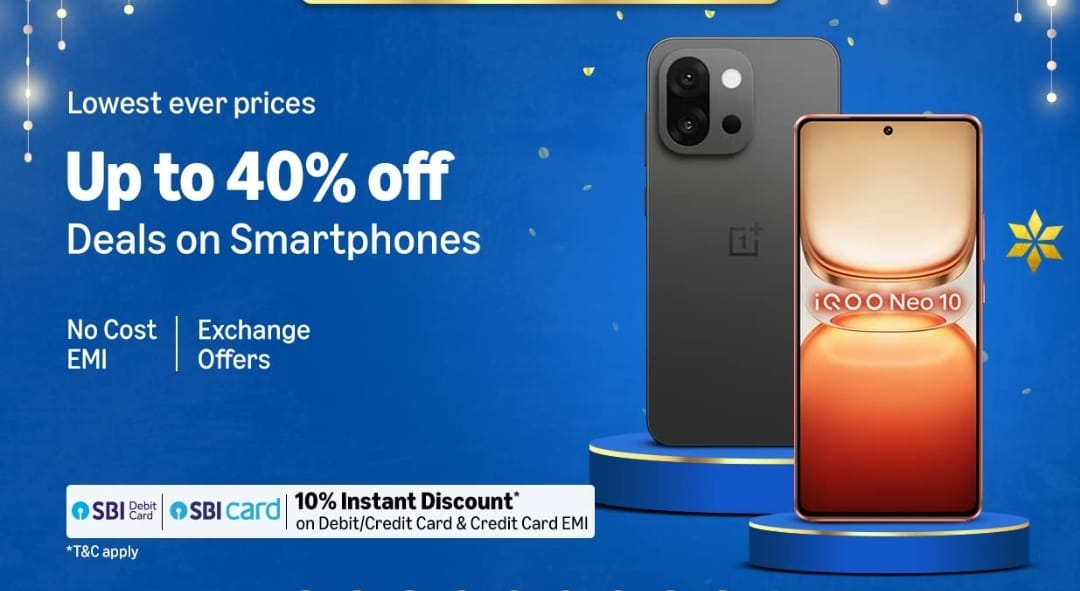 Lowest ever prices
Up to 40% off
Deals on Smartphones
No Cost
EMI
Exchange
Offers
SBI Debit Card
SBI card
10% Instant Discount*
on Debit/Credit Card & Credit Card EMI
*T&C apply
1+
iQOO Neo 10